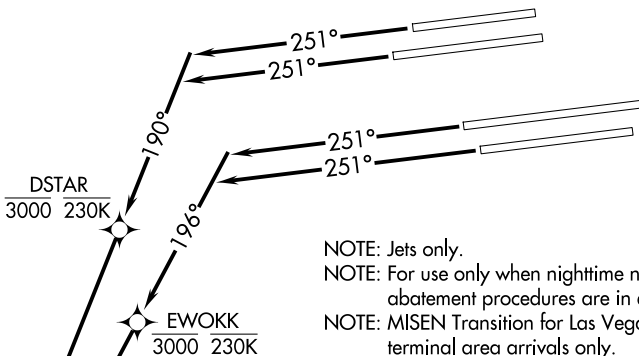 251°
251°
190°
251°
251°
DSTAR
3000 230K
196°
NOTE: Jets only.
NOTE: For use only when nighttime
abatement procedures are in
EWOKK
3000 230K
NOTE: MISEN Transition for Las
terminal area arrivals only.